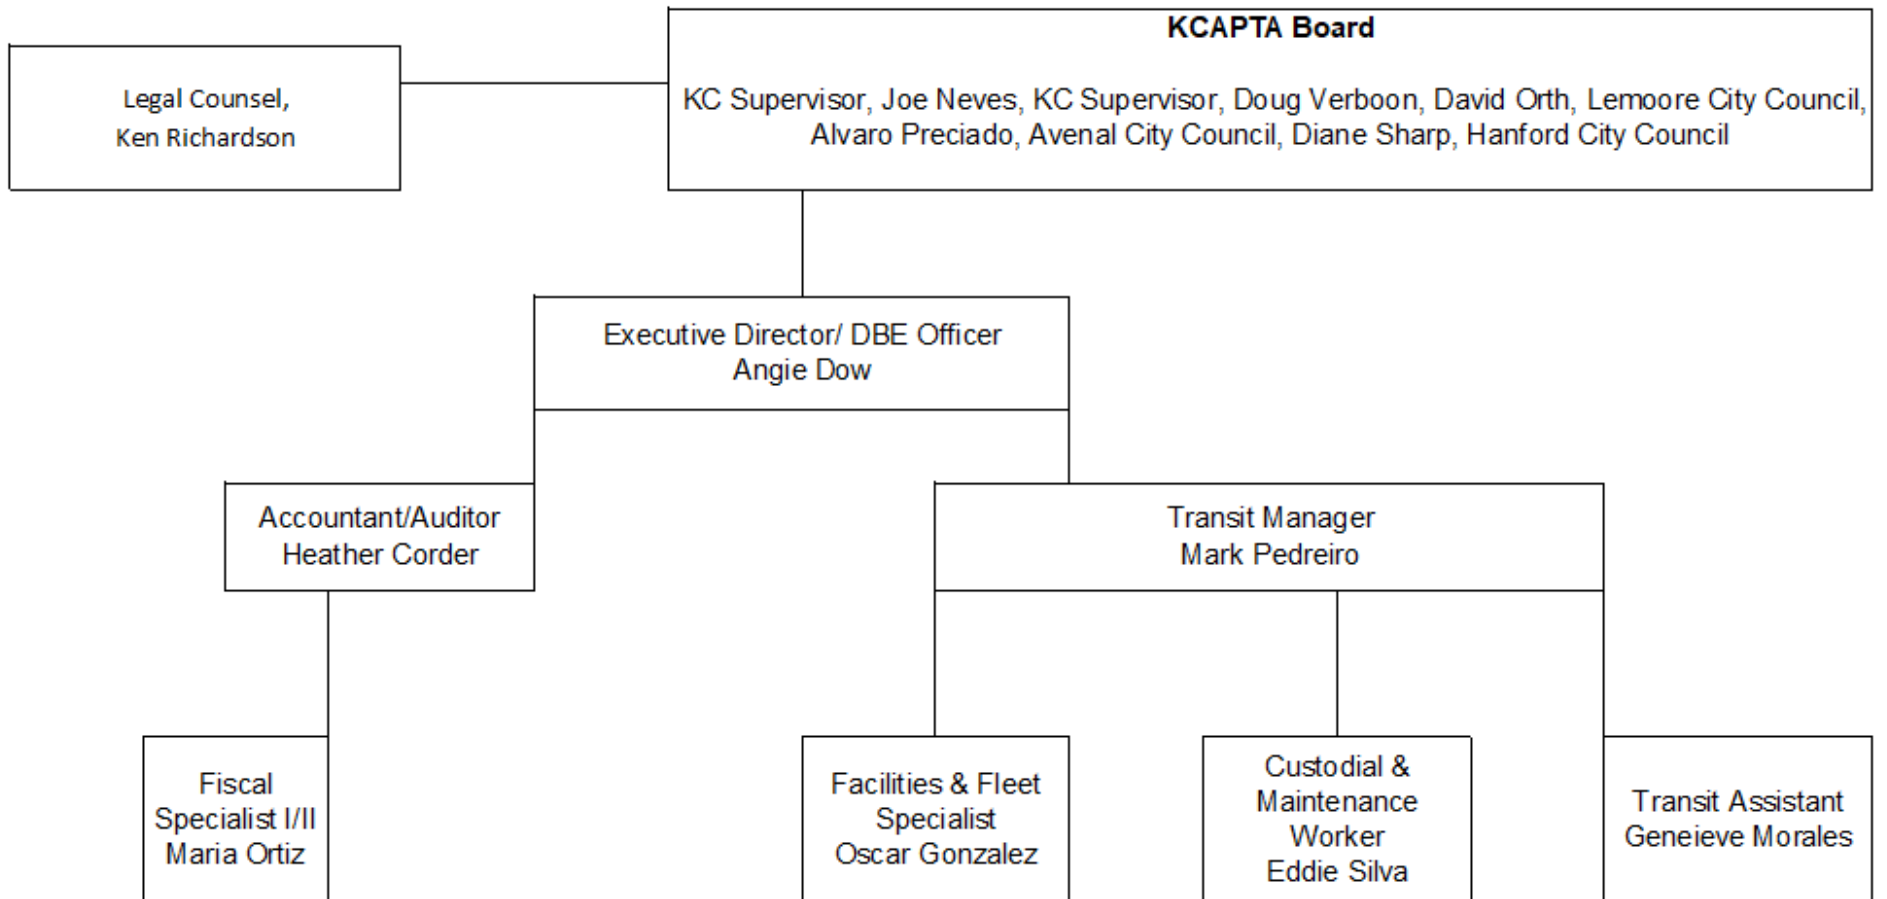 KCAPTA Board
KC Supervisor, Joe Neves, KC Supervisor, Doug Verboon, David Orth, Lemoore City Council,
Alvaro Preciado, Avenal City Council, Diane Sharp, Hanford City Council
Legal Counsel,
Ken Richardson
Executive Director/ DBE Officer
Angie Dow
Accountant/Auditor
Heather Corder
Transit Manager
Mark Pedreiro
Fiscal
Specialist I/II
Maria Ortiz
Facilities & Fleet
Specialist
Oscar Gonzalez
Custodial &
Maintenance
Worker
Eddie Silva
Transit Assistant
Geneieve Morales